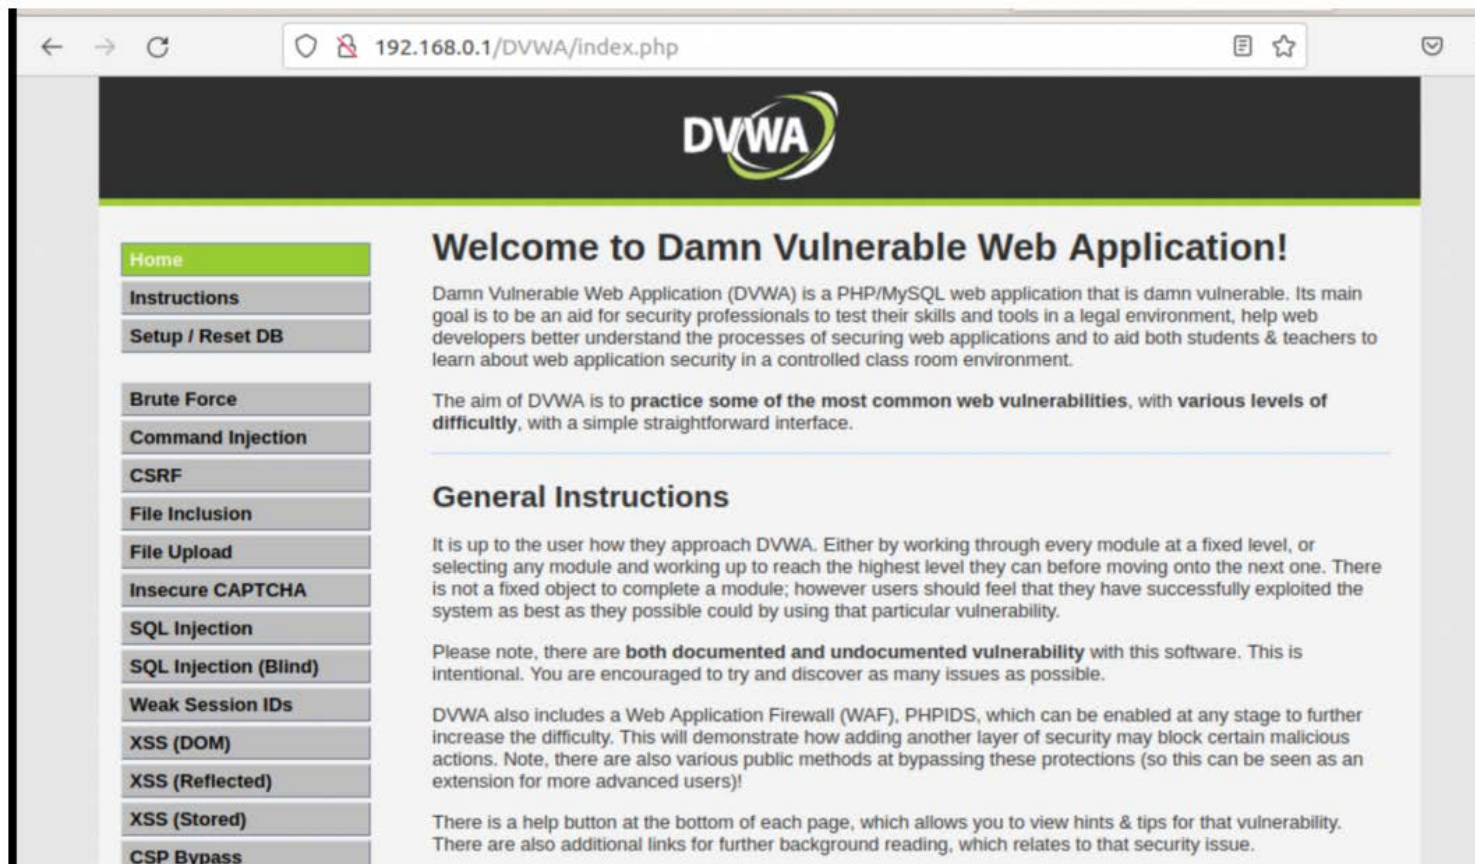 192.168.0.1/DVWA/index.php
DVWA
Home
Instructions
Setup / Reset DB
Brute Force
Command Injection
CSRF
File Inclusion
File Upload
Insecure CAPTCHA
SQL Injection
SQL Injection (Blind)
Weak Session IDs
XSS (DOM)
XSS (Reflected)
XSS (Stored)
CSP Bypass
Welcome to Damn Vulnerable Web Application!
Damn Vulnerable Web Application (DVWA) is a PHP/MySQL web application that is damn vulnerable. Its main
goal is to be an aid for security professionals to test their skills and tools in a legal environment, help web
developers better understand the processes of securing web applications and to aid both students & teachers to
learn about web application security in a controlled class room environment.
The aim of DVWA is to practice some of the most common web vulnerabilities, with various levels of
difficultly, with a simple straightforward interface.
General Instructions
It is up to the user how they approach DVWA. Either by working through every module at a fixed level, or
selecting any module and working up to reach the highest level they can before moving onto the next one. There
is not a fixed object to complete a module; however users should feel that they have successfully exploited the
system as best as they possible could by using that particular vulnerability.
Please note, there are both documented and undocumented vulnerability with this software. This is
intentional. You are encouraged to try and discover as many issues as possible.
DVWA also includes a Web Application Firewall (WAF), PHPIDS, which can be enabled at any stage to further
increase the difficulty. This will demonstrate how adding another layer of security may block certain malicious
actions. Note, there are also various public methods at bypassing these protections (so this can be seen as an
extension for more advanced users)!
There is a help button at the bottom of each page, which allows you to view hints & tips for that vulnerability.
There are also additional links for further background reading, which relates to that security issue.